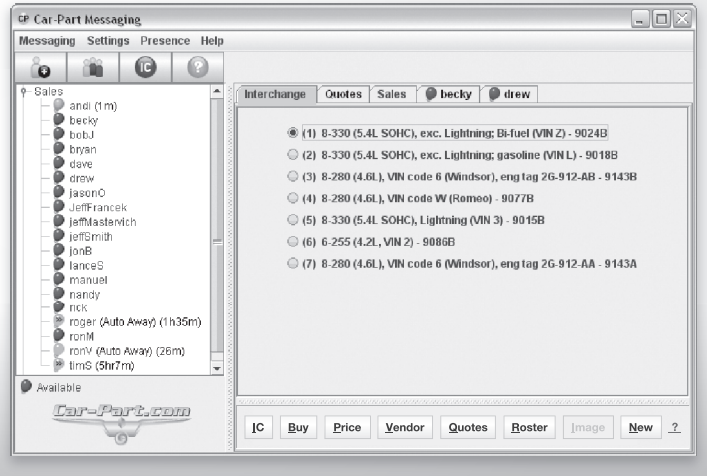 CP Car-Part Messaging
Messaging Settings Presence Help
IC ?
Sales
andi (1m)
becky
bobJ
bryan
dave
drew
jasonO
JeffFrancek
jeffMastervich
jeffSmith
jonB
lanceS
manuel
nandy
rick
roger (Auto Away) (1h35m)
ronM
ronV (Auto Away) (26m)
timS (5hr7m)
Available
Car-Part.com
Interchange Quotes Sales becky drew
(1) 8-330 (5.4L SOHC), exc. Lightning; Bi-fuel (VIN Z) - 9024B
(2) 8-330 (5.4L SOHC), exc. Lightning; gasoline (VIN L) - 9018B
(3) 8-280 (4.6L), VIN code 6 (Windsor), eng tag 2G-912-AB - 9143B
(4) 8-280 (4.6L), VIN code W (Romeo) - 9077B
(5) 8-330 (5.4L SOHC), Lightning (VIN 3) - 9015B
(6) 6-255 (4.2L, VIN 2) - 9086B
(7) 8-280 (4.6L), VIN code 6 (Windsor), eng tag 2G-912-AA - 9143A
IC Buy Price Vendor Quotes Roster Image New ?